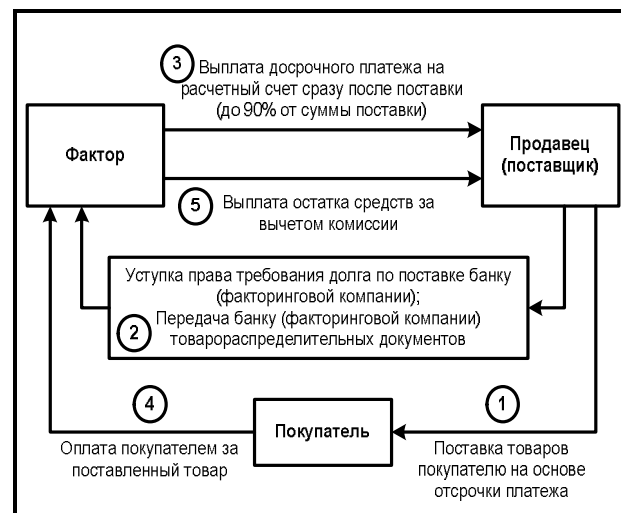 3
Выплата досрочного платежа на
расчетный счет сразу после поставки
(до 90% от суммы поставки)
Фактор
Продавец
(поставщик)
5
Выплата остатка средств за
вычетом комиссии
Уступка права требования долга по поставке банку
(факторинговой компании);
2
Передача банку (факторинговой компании)
товарораспределительных документов
4
1
Покупатель
Оплата покупателем за
поставленный товар
Поставка товаров
покупателю на основе
отсрочки платежа